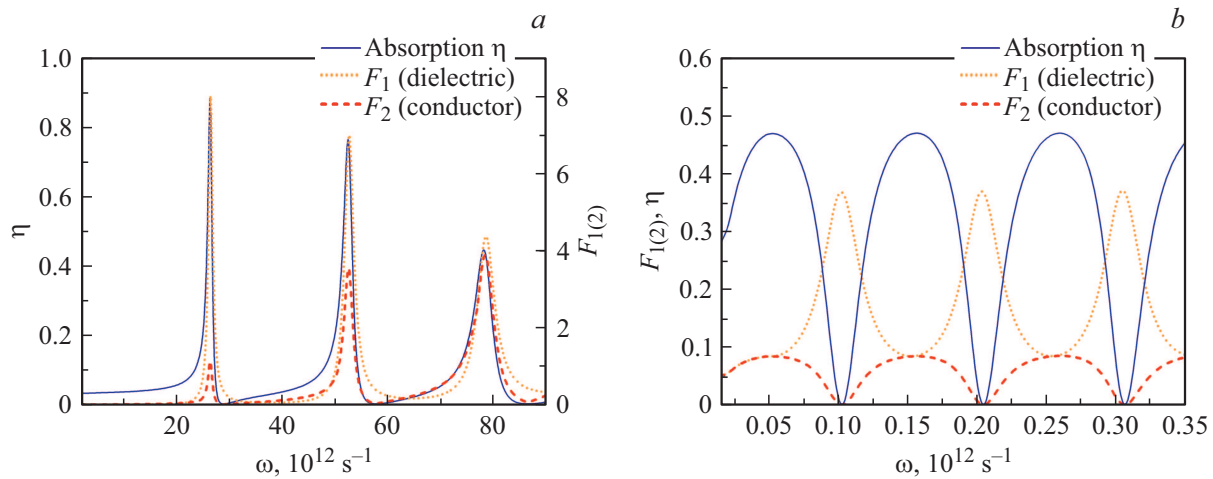 a
Absorption η
F1 (dielectric)
F2 (conductor)
1.0
0.8
0.6
0.4
0.2
0
η
8
6
4
2
0
F1(2)
20
40
60
80
ω, 10^12 s^−1
b
Absorption η
F1 (dielectric)
F2 (conductor)
0.6
0.5
0.4
0.3
0.2
0.1
0
F1(2), η
0.05
0.10
0.15
0.20
0.25
0.30
0.35
ω, 10^12 s^−1